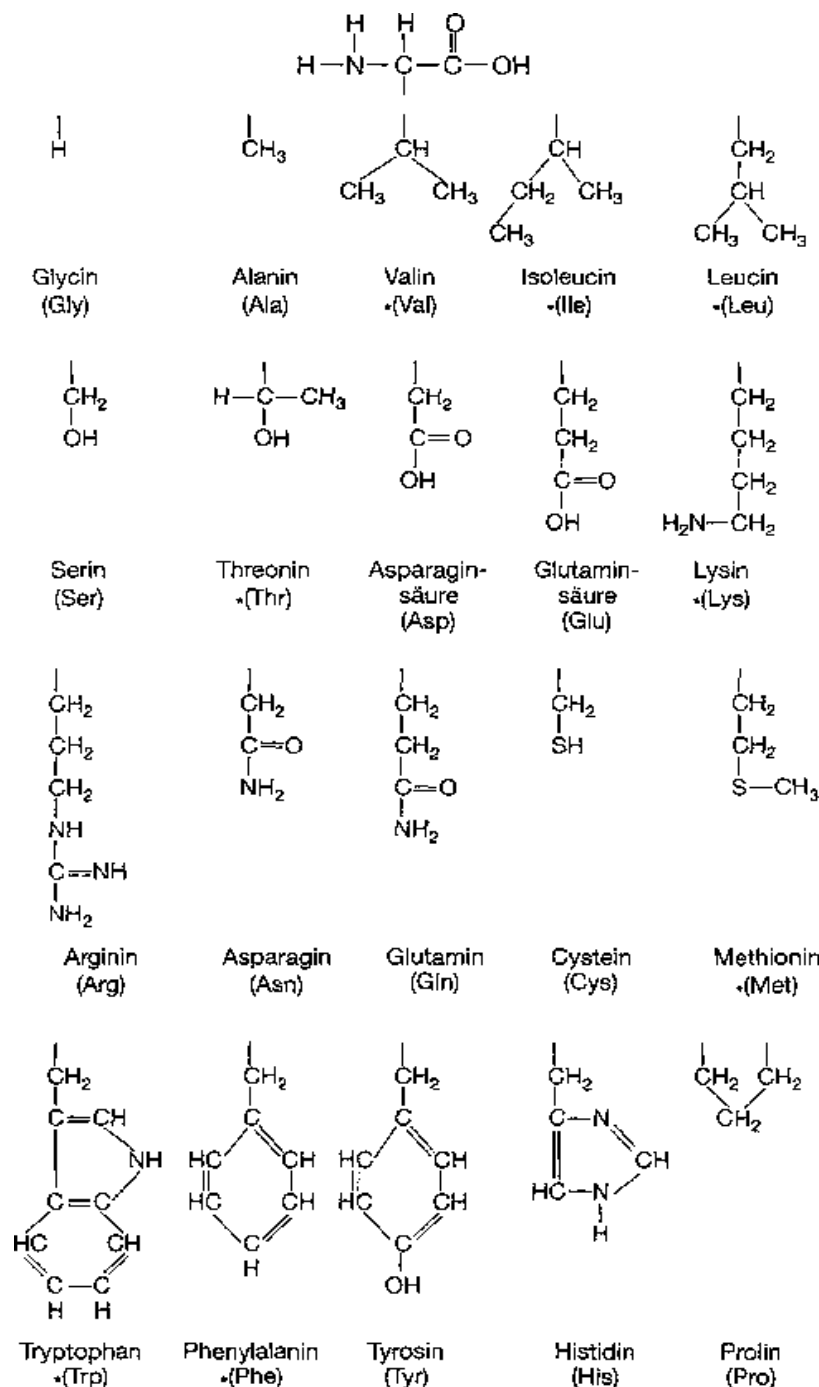 H H O
H–N–C–C–OH
H CH₃ CH CH CH₂
CH₃ CH₃ CH₂ CH₃ CH
CH₃ CH₃ CH₃
Glycin Alanin Valin Isoleucin Leucin
(Gly) (Ala) *(Val) *(Ile) *(Leu)
CH₂ H–C–CH₃ CH₂ CH₂ CH₂
OH OH C=O CH₂ CH₂
OH C=O CH₂
OH H₂N–CH₂
Serin Threonin Asparagin- Glutamin- Lysin
(Ser) *(Thr) säure säure *(Lys)
(Asp) (Glu)
CH₂ CH₂ CH₂ CH₂ CH₂
CH₂ C=O CH₂ SH CH₂
CH₂ NH₂ C=O S–CH₃
NH NH₂
C=NH
NH₂
Arginin Asparagin Glutamin Cystein Methionin
(Arg) (Asn) (Gln) (Cys) *(Met)
CH₂ CH₂ CH₂ CH₂ CH₂ CH₂
C=CH C C C–N CH₂
NH HC CH HC CH CH
C=C HC CH HC CH HC–N
HC CH C C H
C–C H OH
H H
Tryptophan Phenylalanin Tyrosin Histidin Prolin
*(Trp) *(Phe) (Tyr) (His) (Pro)